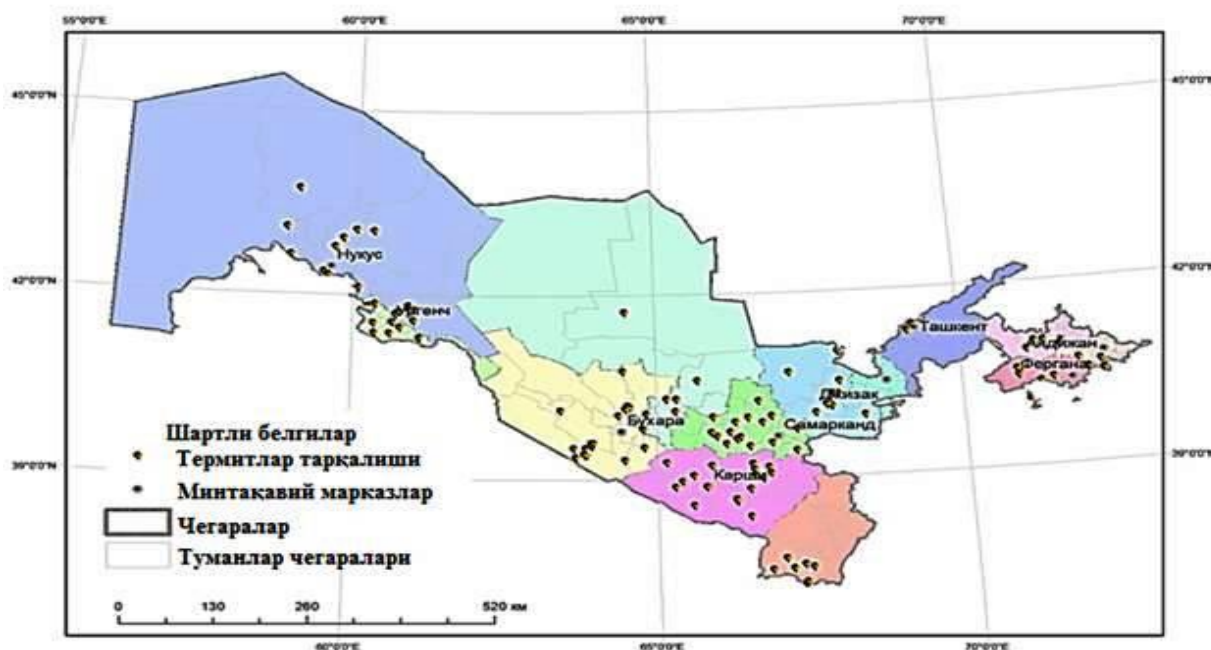 55°0'0"E 60°0'0"E 65°0'0"E 70°0'0"E
45°0'0"N 45°0'0"N
Нукус
42°0'0"N 42°0'0"N
Ургенч
Ташкент
Андижан
Фергана
Джизак
Бухара
Самарканд
39°0'0"N 39°0'0"N
Карши
Шартли белгилар
Термитлар тарқалиши
Минтақавий марказлар
Чегаралар
Туманлар чегаралари
0 130 260 520 км
60°0'0"E 65°0'0"E 70°0'0"E